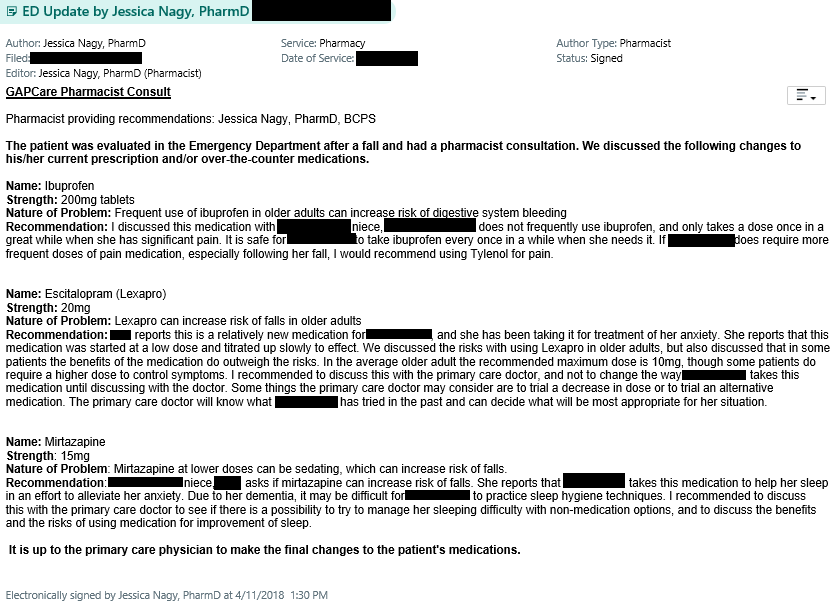 ED Update by Jessica Nagy, PharmD
Author: Jessica Nagy, PharmD Service: Pharmacy Author Type: Pharmacist
Filed: Date of Service: Status: Signed
Editor: Jessica Nagy, PharmD (Pharmacist)
GAPCare Pharmacist Consult
Pharmacist providing recommendations: Jessica Nagy, PharmD, BCPS
The patient was evaluated in the Emergency Department after a fall and had a pharmacist consultation. We discussed the following changes to
his/her current prescription and/or over-the-counter medications.
Name: Ibuprofen
Strength: 200mg tablets
Nature of Problem: Frequent use of ibuprofen in older adults can increase risk of digestive system bleeding
Recommendation: I discussed this medication with niece, does not frequently use ibuprofen, and only takes a dose once in a
great while when she has significant pain. It is safe for to take ibuprofen every once in a while when she needs it. If does require more
frequent doses of pain medication, especially following her fall, I would recommend using Tylenol for pain.
Name: Escitalopram (Lexapro)
Strength: 20mg
Nature of Problem: Lexapro can increase risk of falls in older adults
Recommendation: reports this is a relatively new medication for , and she has been taking it for treatment of her anxiety. She reports that this
medication was started at a low dose and titrated up slowly to effect. We discussed the risks with using Lexapro in older adults, but also discussed that in some
patients the benefits of the medication do outweigh the risks. In the average older adult the recommended maximum dose is 10mg, though some patients do
require a higher dose to control symptoms. I recommended to discuss this with the primary care doctor, and not to change the way takes this
medication until discussing with the doctor. Some things the primary care doctor may consider are to trial a decrease in dose or to trial an alternative
medication. The primary care doctor will know what has tried in the past and can decide what will be most appropriate for her situation.
Name: Mirtazapine
Strength: 15mg
Nature of Problem: Mirtazapine at lower doses can be sedating, which can increase risk of falls.
Recommendation: niece, asks if mirtazapine can increase risk of falls. She reports that takes this medication to help her sleep
in an effort to alleviate her anxiety. Due to her dementia, it may be difficult for to practice sleep hygiene techniques. I recommended to discuss
this with the primary care doctor to see if there is a possibility to try to manage her sleeping difficulty with non-medication options, and to discuss the benefits
and the risks of using medication for improvement of sleep.
It is up to the primary care physician to make the final changes to the patient's medications.
Electronically signed by Jessica Nagy, PharmD at 4/11/2018 1:30 PM